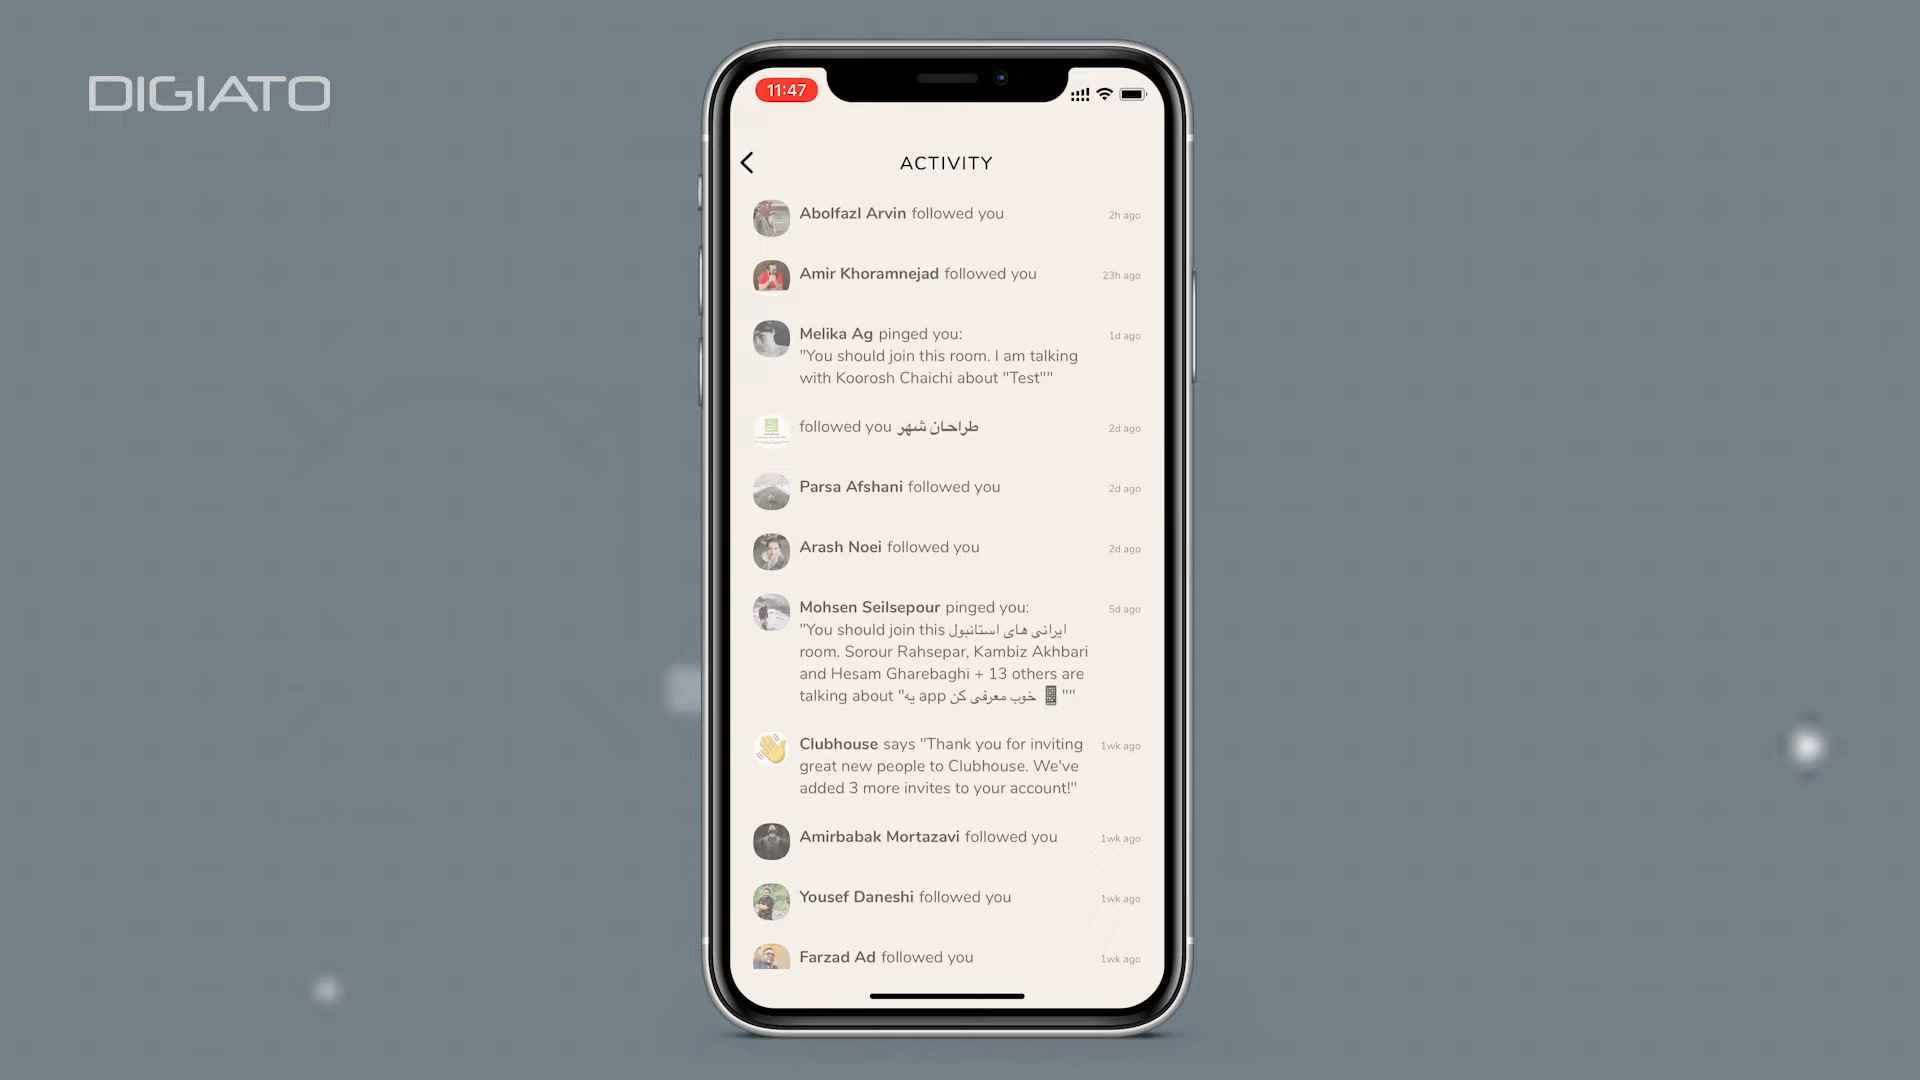 DIGIATO
11:47
ACTIVITY
Abolfazl Arvin followed you 2h ago
Amir Khoramnejad followed you 23h ago
Melika Ag pinged you: 1d ago
"You should join this room. I am talking
with Koorosh Chaichi about "Test""
followed you طراحان شهر 2d ago
Parsa Afshani followed you 2d ago
Arash Noei followed you 2d ago
Mohsen Seilsepour pinged you: 5d ago
"You should join this ایرانی های استانبول
room. Sorour Rahsepar, Kambiz Akhbari
and Hesam Gharebaghi + 13 others are
talking about "یه app خوب معرفی کن 📱""
Clubhouse says "Thank you for inviting 1wk ago
great new people to Clubhouse. We've
added 3 more invites to your account!"
Amirbabak Mortazavi followed you 1wk ago
Yousef Daneshi followed you 1wk ago
Farzad Ad followed you 1wk ago